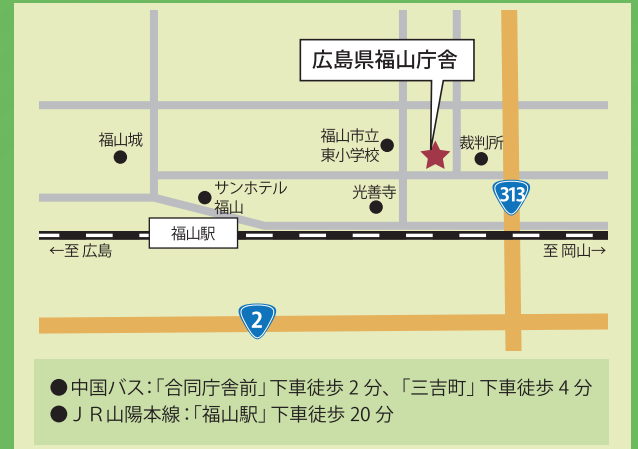 広島県福山庁舎
福山城
福山市立
東小学校
裁判所
サンホテル
福山
光善寺
313
福山駅
←至 広島
至 岡山→
2
●中国バス：「合同庁舎前」下車徒歩 2 分、「三吉町」下車徒歩 4 分
●ＪＲ山陽本線：「福山駅」下車徒歩 20 分